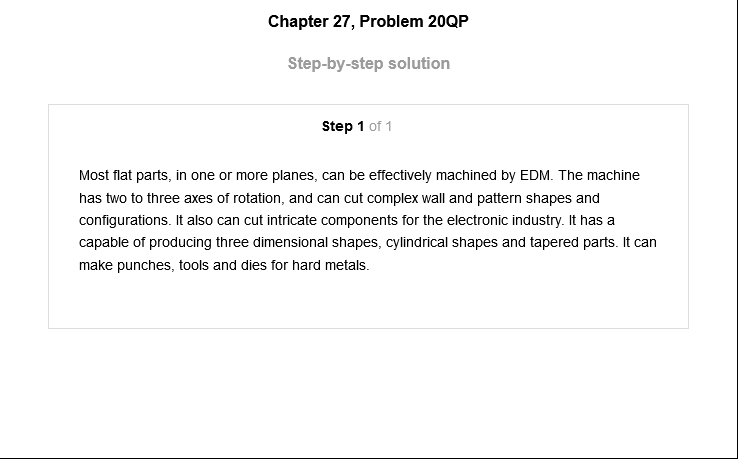 Chapter 27, Problem 20QP
Step-by-step solution
Step 1 of 1
Most flat parts, in one or more planes, can be effectively machined by EDM. The machine
has two to three axes of rotation, and can cut complex wall and pattern shapes and
configurations. It also can cut intricate components for the electronic industry. It has a
capable of producing three dimensional shapes, cylindrical shapes and tapered parts. It can
make punches, tools and dies for hard metals.